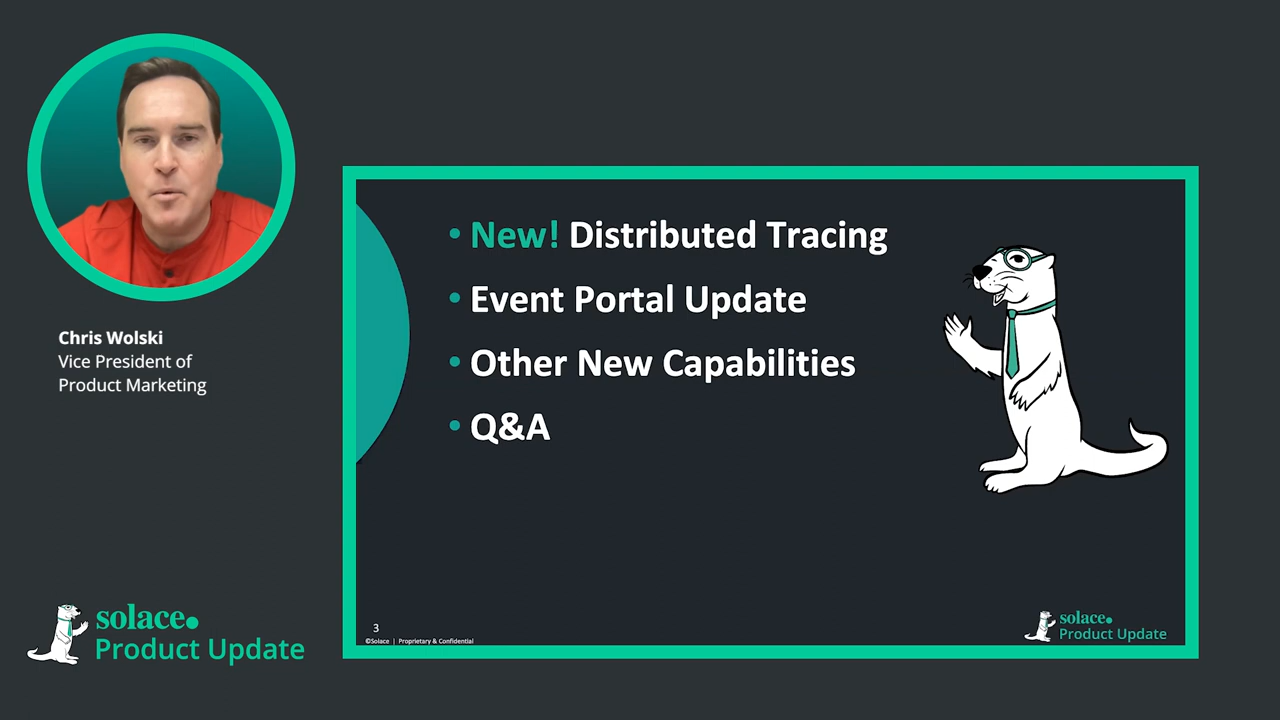 Chris Wolski
Vice President of
Product Marketing
solace.
Product Update
• New! Distributed Tracing
• Event Portal Update
• Other New Capabilities
• Q&A
3
©Solace | Proprietary & Confidential
solace.
Product Update